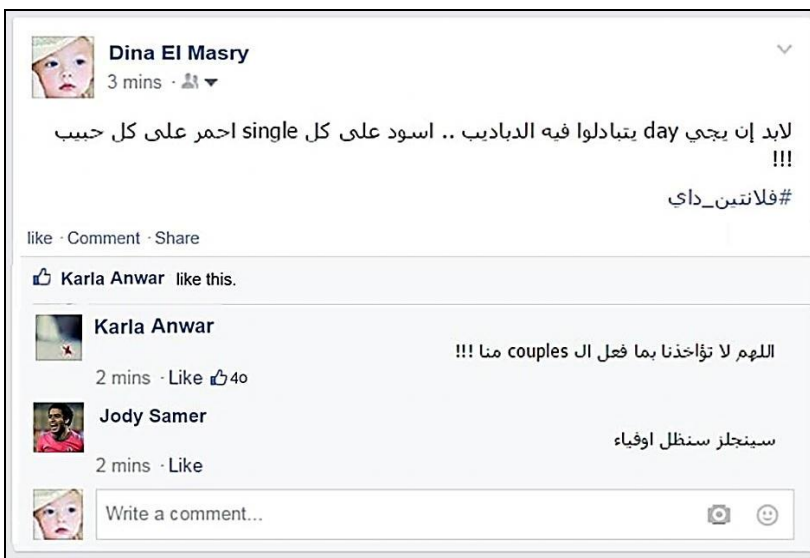 Dina El Masry
3 mins
لابد إن يجي day يتبادلوا فيه الدباديب .. اسود على كل single احمر على كل حبيب
!!!
#فلانتين_داي
like · Comment · Share
Karla Anwar like this.
Karla Anwar
اللهم لا تؤاخذنا بما فعل ال couples منا !!!
2 mins · Like 40
Jody Samer
سينجلز سنظل اوفياء
2 mins · Like
Write a comment...